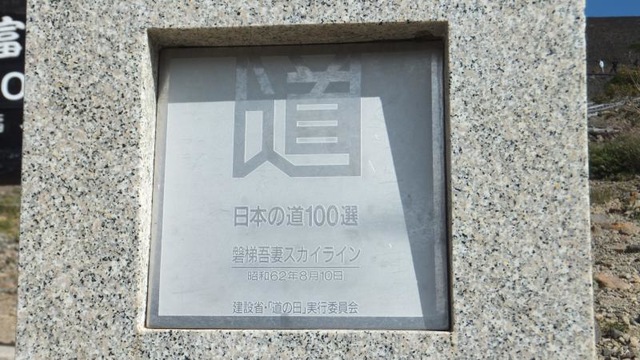 道
日本の道100選
磐梯吾妻スカイライン
昭和62年8月10日
建設省・「道の日」実行委員会
富